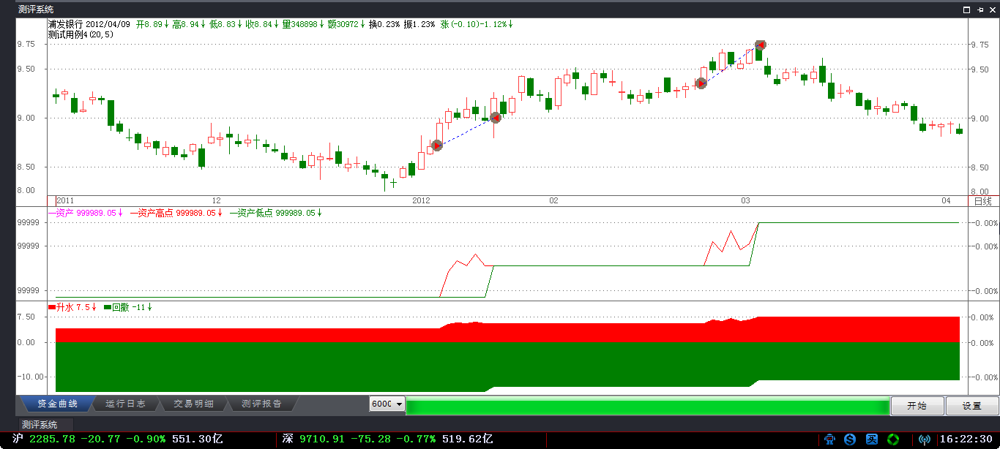 测评系统
浦发银行 2012/04/09 开8.89↓ 高8.94↓ 低8.83↓ 收8.84↓ 量348898↓ 额30972↓ 换0.23% 振1.23% 涨(-0.10)-1.12%↓
测试用例4(20,5)
9.75 9.75
9.50 9.50
9.00 9.00
8.50 8.50
8.00 8.00
2011 12 2012 02 03 04 日线
资产 999989.05↓ 资产高点 999989.05↓ 资产低点 999989.05↓
99999 -0.00%
99999 -0.00%
99999 -0.00%
升水 7.5↓ 回撤 -11↓
7.50 -0.00%
0.00 -0.00%
-10.00 -0.00%
资金曲线 运行日志 交易明细 测评报告 6000 开始 设置
测评系统
沪 2285.78 -20.77 -0.90% 551.30亿 深 9710.91 -75.28 -0.77% 519.62亿 买 16:22:30